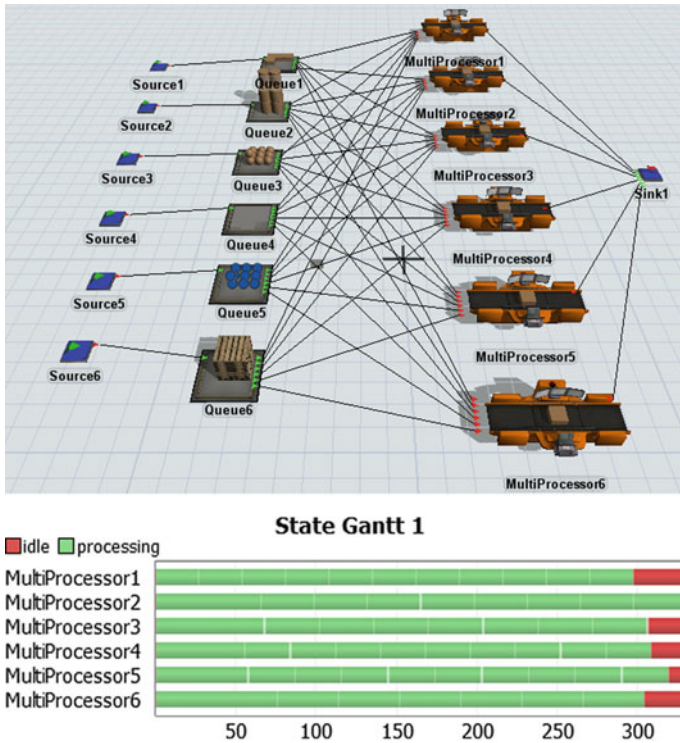 MultiProcessor1
Source1
Queue1
MultiProcessor2
Source2
Queue2
MultiProcessor3
Source3
Queue3
Sink1
MultiProcessor4
Source4
Queue4
MultiProcessor5
Source5
Queue5
Source6
Queue6
MultiProcessor6
State Gantt 1
idle processing
MultiProcessor1
MultiProcessor2
MultiProcessor3
MultiProcessor4
MultiProcessor5
MultiProcessor6
50 100 150 200 250 300